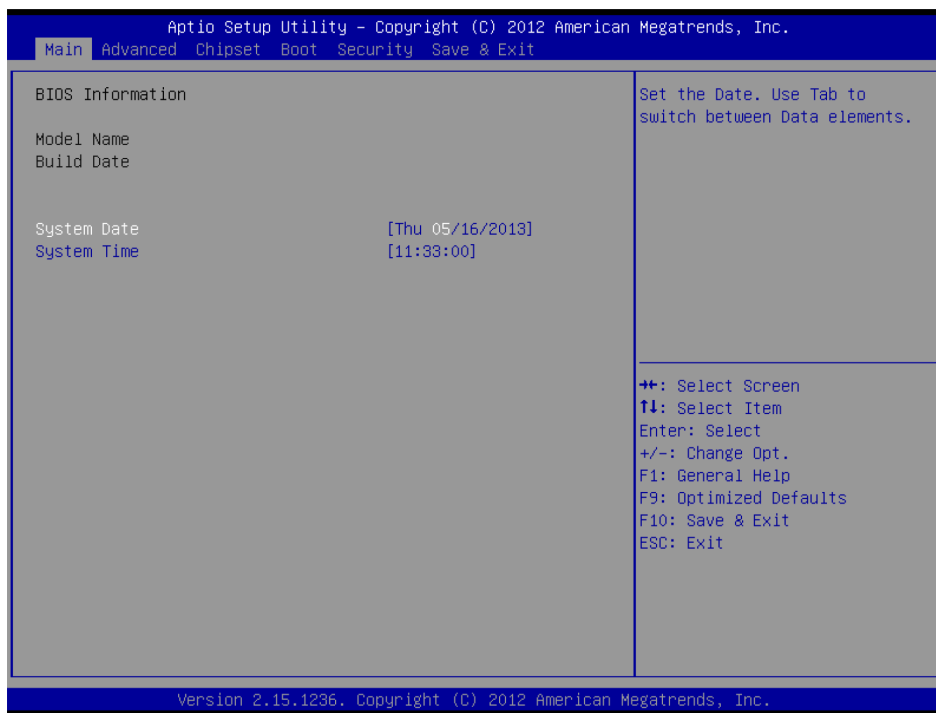 Aptio Setup Utility – Copyright (C) 2012 American Megatrends, Inc.
Main Advanced Chipset Boot Security Save & Exit
BIOS Information
Model Name
Build Date
System Date [Thu 05/16/2013]
System Time [11:33:00]
Set the Date. Use Tab to
switch between Data elements.
→←: Select Screen
↑↓: Select Item
Enter: Select
+/-: Change Opt.
F1: General Help
F9: Optimized Defaults
F10: Save & Exit
ESC: Exit
Version 2.15.1236. Copyright (C) 2012 American Megatrends, Inc.